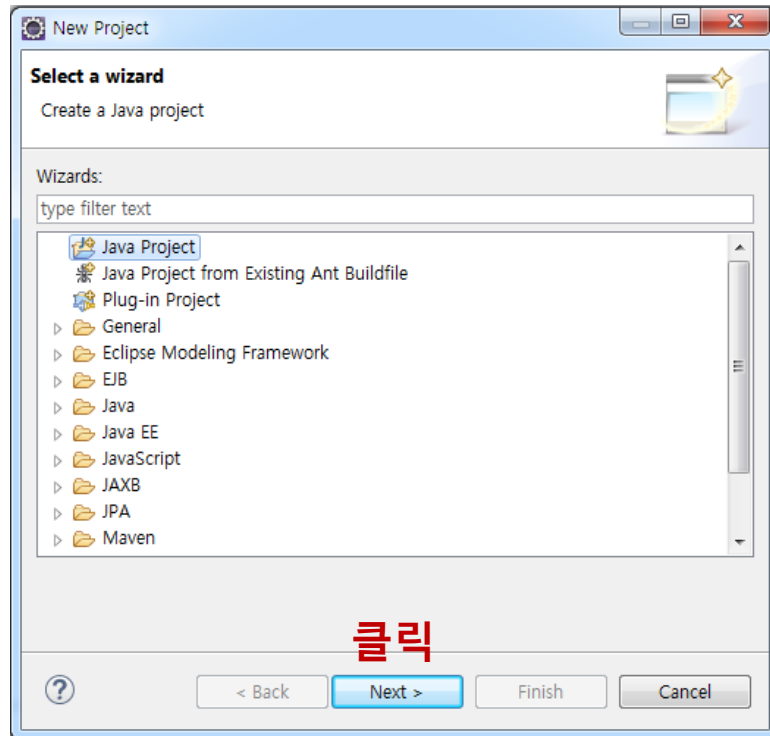 New Project
Select a wizard
Create a Java project
Wizards:
type filter text
Java Project
Java Project from Existing Ant Buildfile
Plug-in Project
General
Eclipse Modeling Framework
EJB
Java
Java EE
JavaScript
JAXB
JPA
Maven
클릭
? < Back Next > Finish Cancel